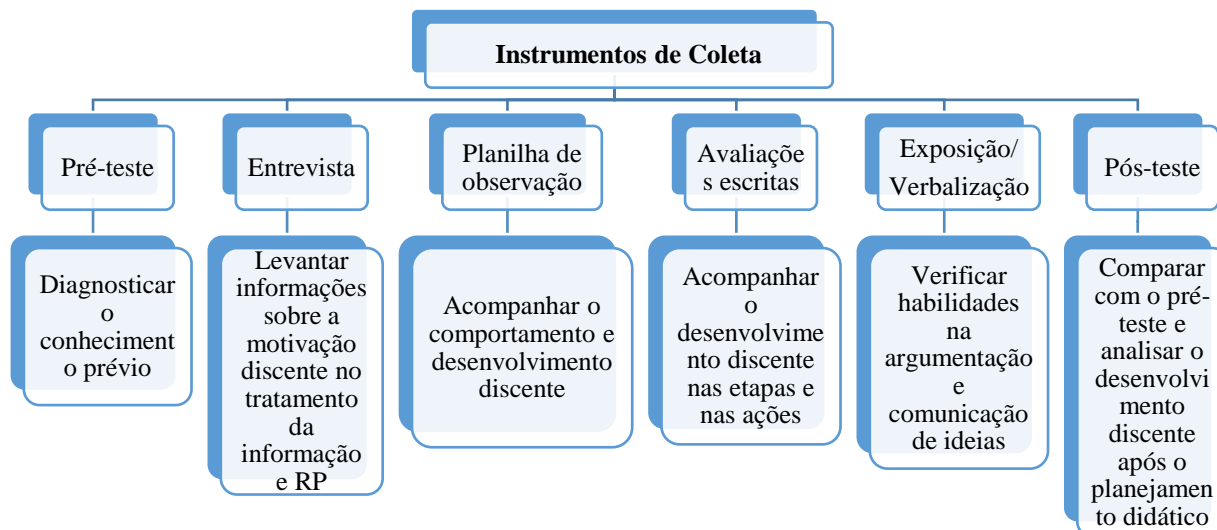 Instrumentos de Coleta
Pré-teste
Entrevista
Planilha de
observação
Avaliaçõe
s escritas
Exposição/
Verbalização
Pós-teste
Diagnosticar
o
conheciment
o prévio
Levantar
informações
sobre a
motivação
discente no
tratamento
da
informação
e RP
Acompanhar o
comportamento e
desenvolvimento
discente
Acompanhar
o
desenvolvime
nto discente
nas etapas e
nas ações
Verificar
habilidades
na
argumentação
e
comunicação
de ideias
Comparar
com o pré-
teste e
analisar o
desenvolvi
mento
discente
após o
planejamen
to didático